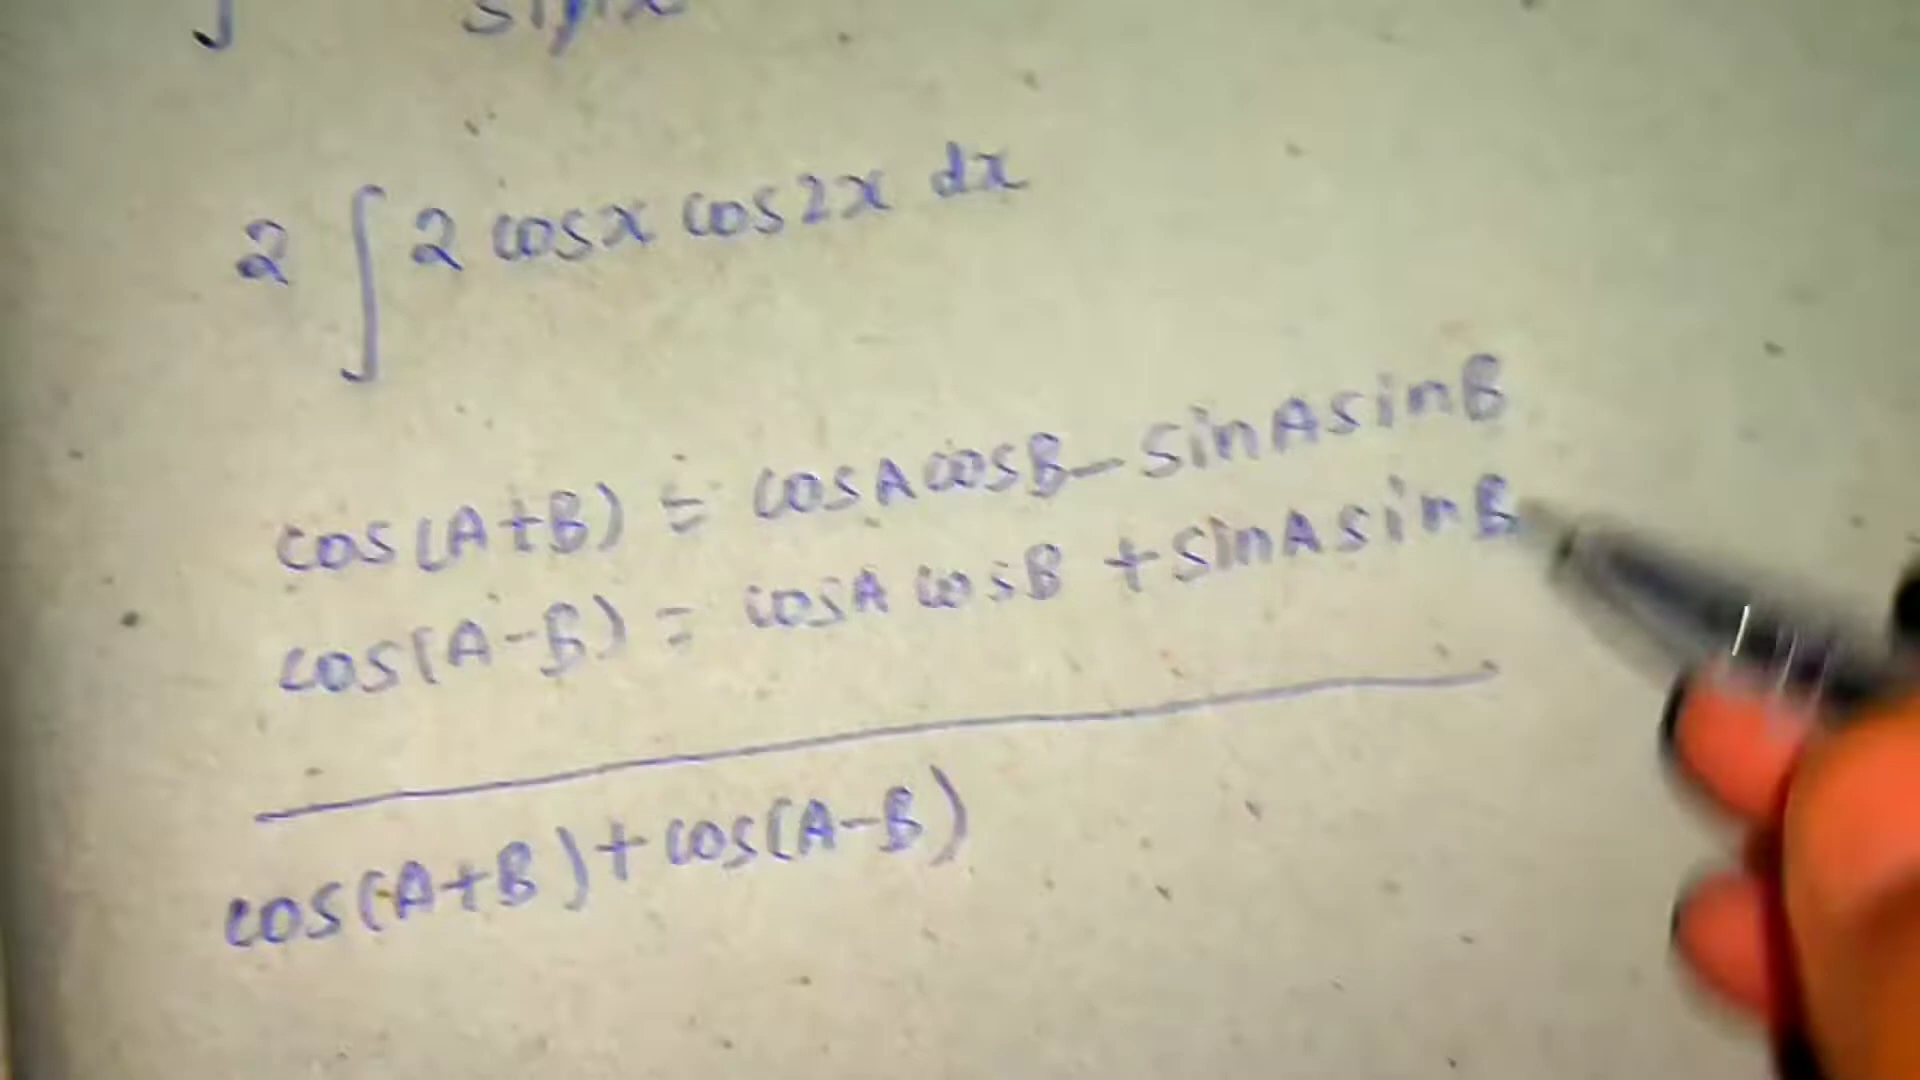 2 ∫ 2 cosx cos2x dx
cos(A+B) = cosA cosB - sinA sinB
cos(A-B) = cosA cosB + sinA sinB
cos(A+B) + cos(A-B)